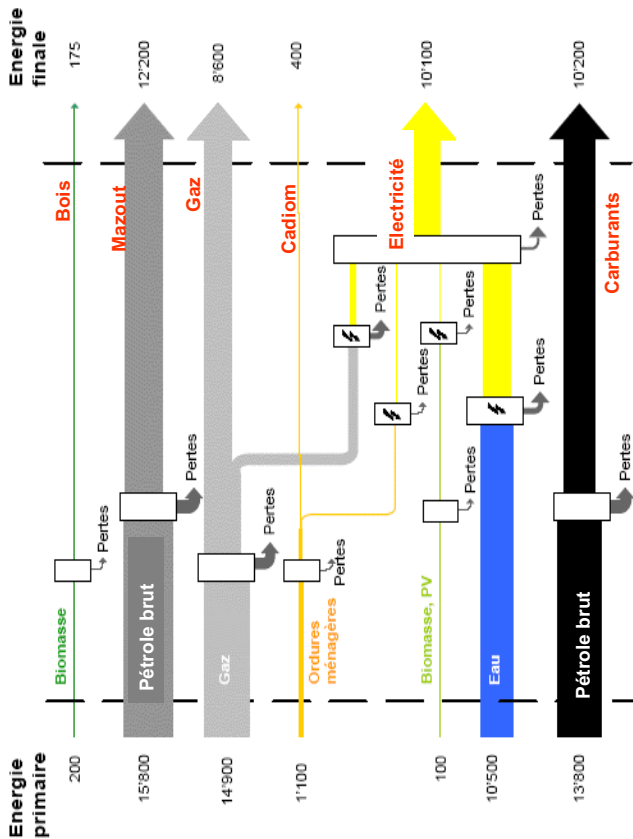 Energie
primaire
Energie
finale
200
Biomasse
Pertes
Bois
175
15'800
Pétrole brut
Pertes
Mazout
12'200
14'900
Gaz
Pertes
Gaz
8'600
1'100
Ordures
ménagères
Pertes
Cadiom
400
Pertes
Pertes
100
Biomasse, PV
Pertes
Pertes
Electricité
10'100
10'500
Eau
Pertes
Pertes
13'800
Pétrole brut
Pertes
Carburants
10'200